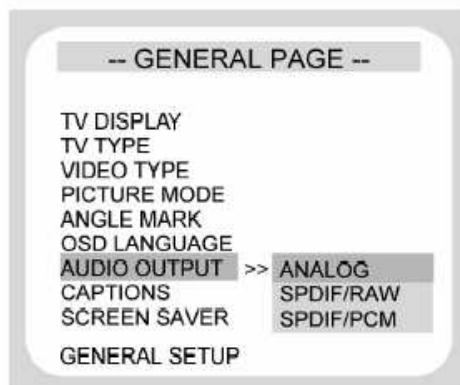 -- GENERAL PAGE --
TV DISPLAY
TV TYPE
VIDEO TYPE
PICTURE MODE
ANGLE MARK
OSD LANGUAGE
AUDIO OUTPUT >> ANALOG
CAPTIONS SPDIF/RAW
SCREEN SAVER SPDIF/PCM
GENERAL SETUP